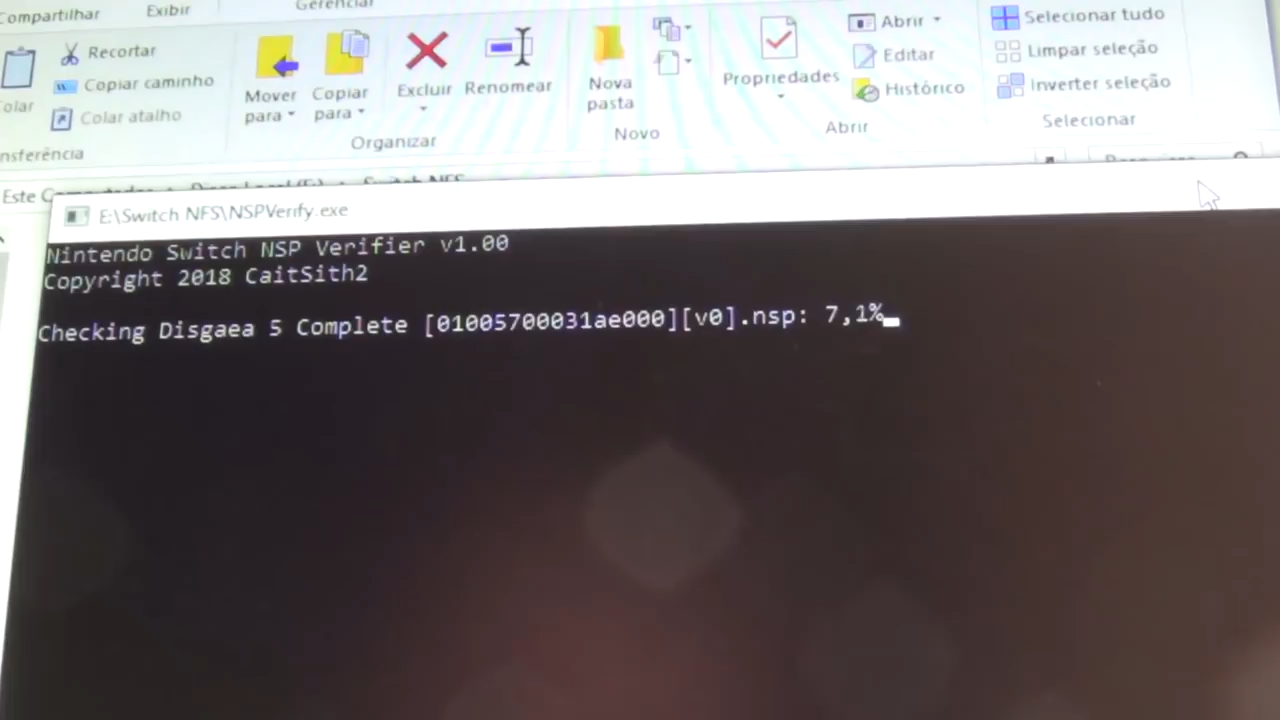 Compartilhar Exibir Gerenciar
Recortar
Copiar caminho
Colar atalho
Mover para
Copiar para
Excluir
Renomear
Organizar
Nova pasta
Novo
Propriedades
Abrir
Editar
Histórico
Abrir
Selecionar tudo
Limpar seleção
Inverter seleção
Selecionar
Este
E:\Switch NFS\NSPVerify.exe
Nintendo Switch NSP Verifier v1.00
Copyright 2018 CaitSith2
Checking Disgaea 5 Complete [01005700031ae000][v0].nsp: 7,1%